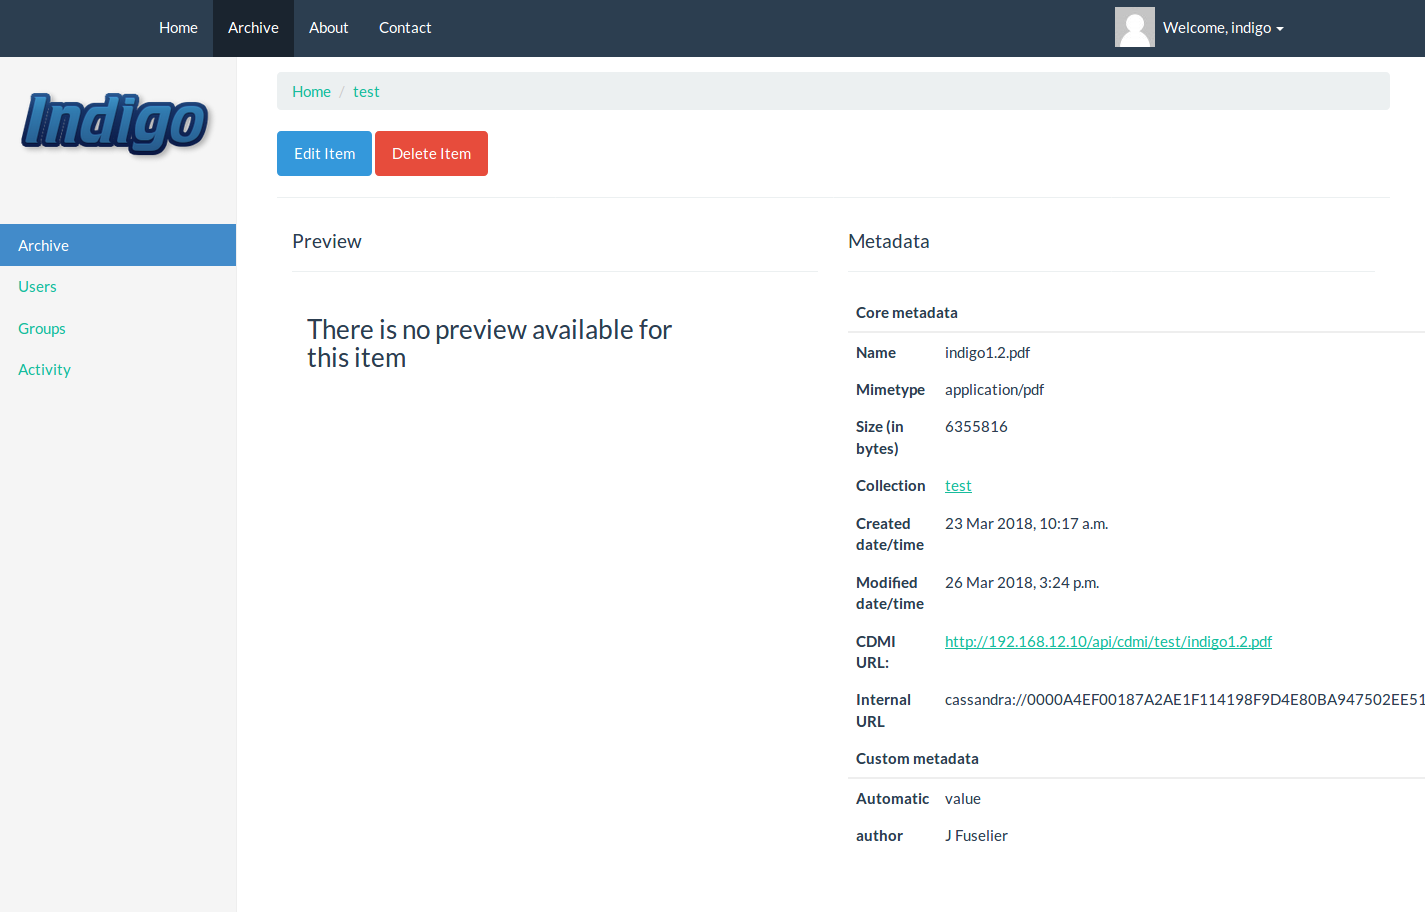 Home Archive About Contact Welcome, indigo
Indigo
Home / test
Edit Item Delete Item
Archive
Users
Groups
Activity
Preview
There is no preview available for
this item
Metadata
Core metadata
Name indigo1.2.pdf
Mimetype application/pdf
Size (in
bytes) 6355816
Collection test
Created
date/time 23 Mar 2018, 10:17 a.m.
Modified
date/time 26 Mar 2018, 3:24 p.m.
CDMI
URL: http://192.168.12.10/api/cdmi/test/indigo1.2.pdf
Internal
URL cassandra://0000A4EF00187A2AE1F114198F9D4E80BA947502EE51
Custom metadata
Automatic value
author J Fuselier